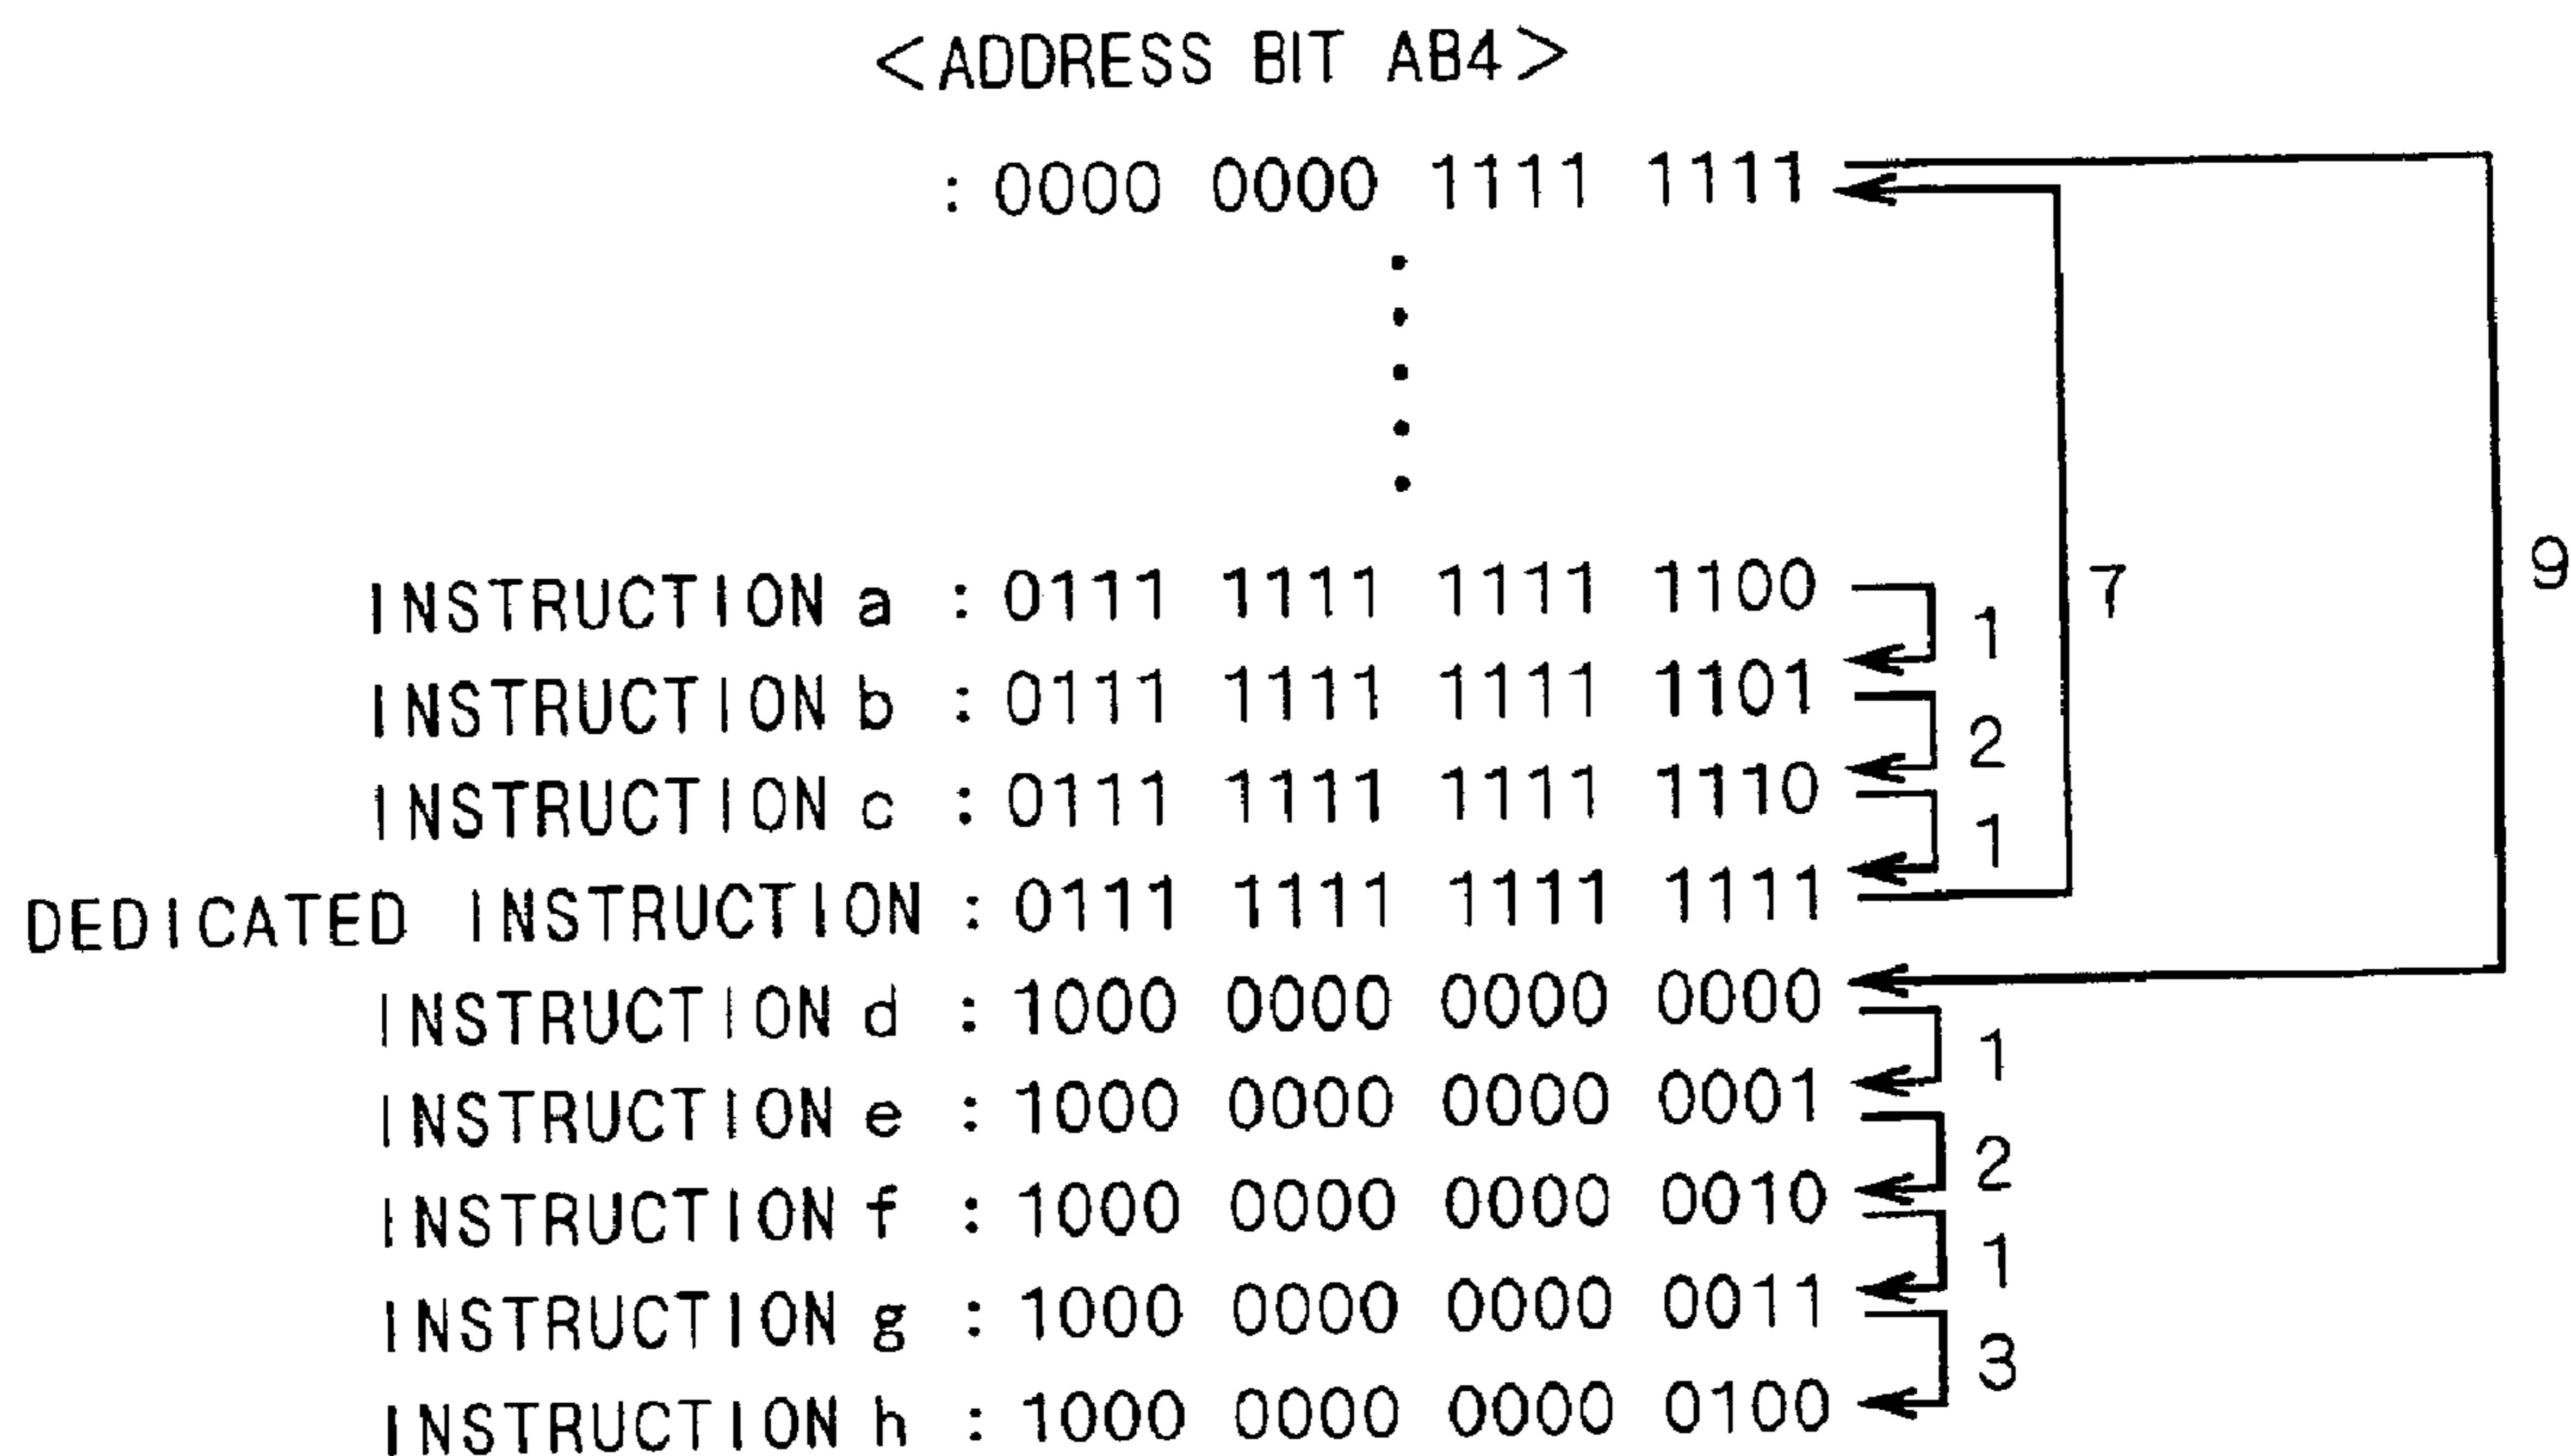 <ADDRESS BIT AB4>
: 0000 0000 1111 1111
INSTRUCTION a : 0111 1111 1111 1100
1
INSTRUCTION b : 0111 1111 1111 1101
2
INSTRUCTION c : 0111 1111 1111 1110
1
DEDICATED INSTRUCTION : 0111 1111 1111 1111
7
9
INSTRUCTION d : 1000 0000 0000 0000
1
INSTRUCTION e : 1000 0000 0000 0001
2
INSTRUCTION f : 1000 0000 0000 0010
1
INSTRUCTION g : 1000 0000 0000 0011
3
INSTRUCTION h : 1000 0000 0000 0100